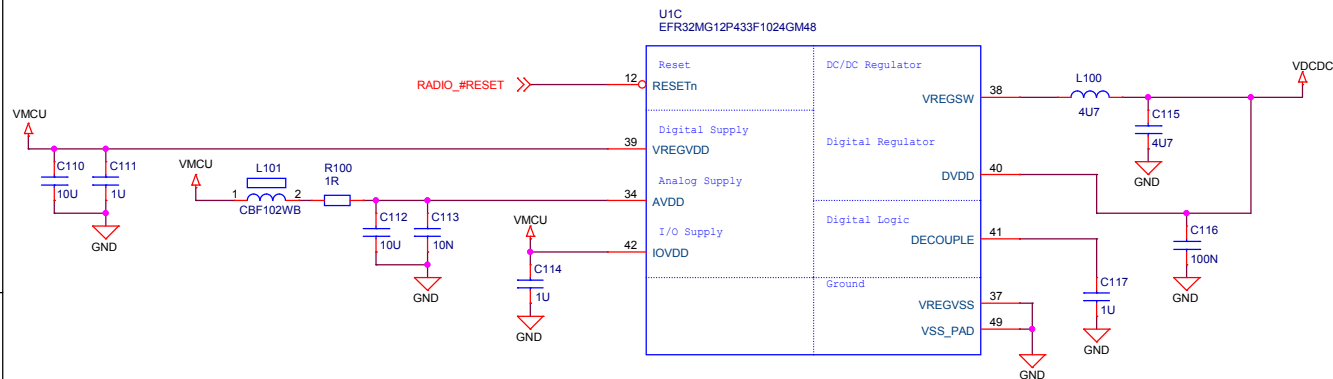 U1C
EFR32MG12P433F1024GM48
Reset
DC/DC Regulator
RADIO_#RESET
12
RESETn
L100
VDCDC
38
VREGSW
4U7
C115
4U7
GND
VMCU
Digital Supply
39
VREGVDD
Digital Regulator
C110
10U
C111
1U
GND
VMCU
L101
1
2
CBF102WB
R100
1R
Analog Supply
34
AVDD
40
DVDD
C112
10U
C113
10N
GND
VMCU
I/O Supply
42
IOVDD
Digital Logic
41
DECOUPLE
C116
100N
GND
C114
1U
GND
Ground
C117
1U
GND
37
VREGVSS
49
VSS_PAD
GND